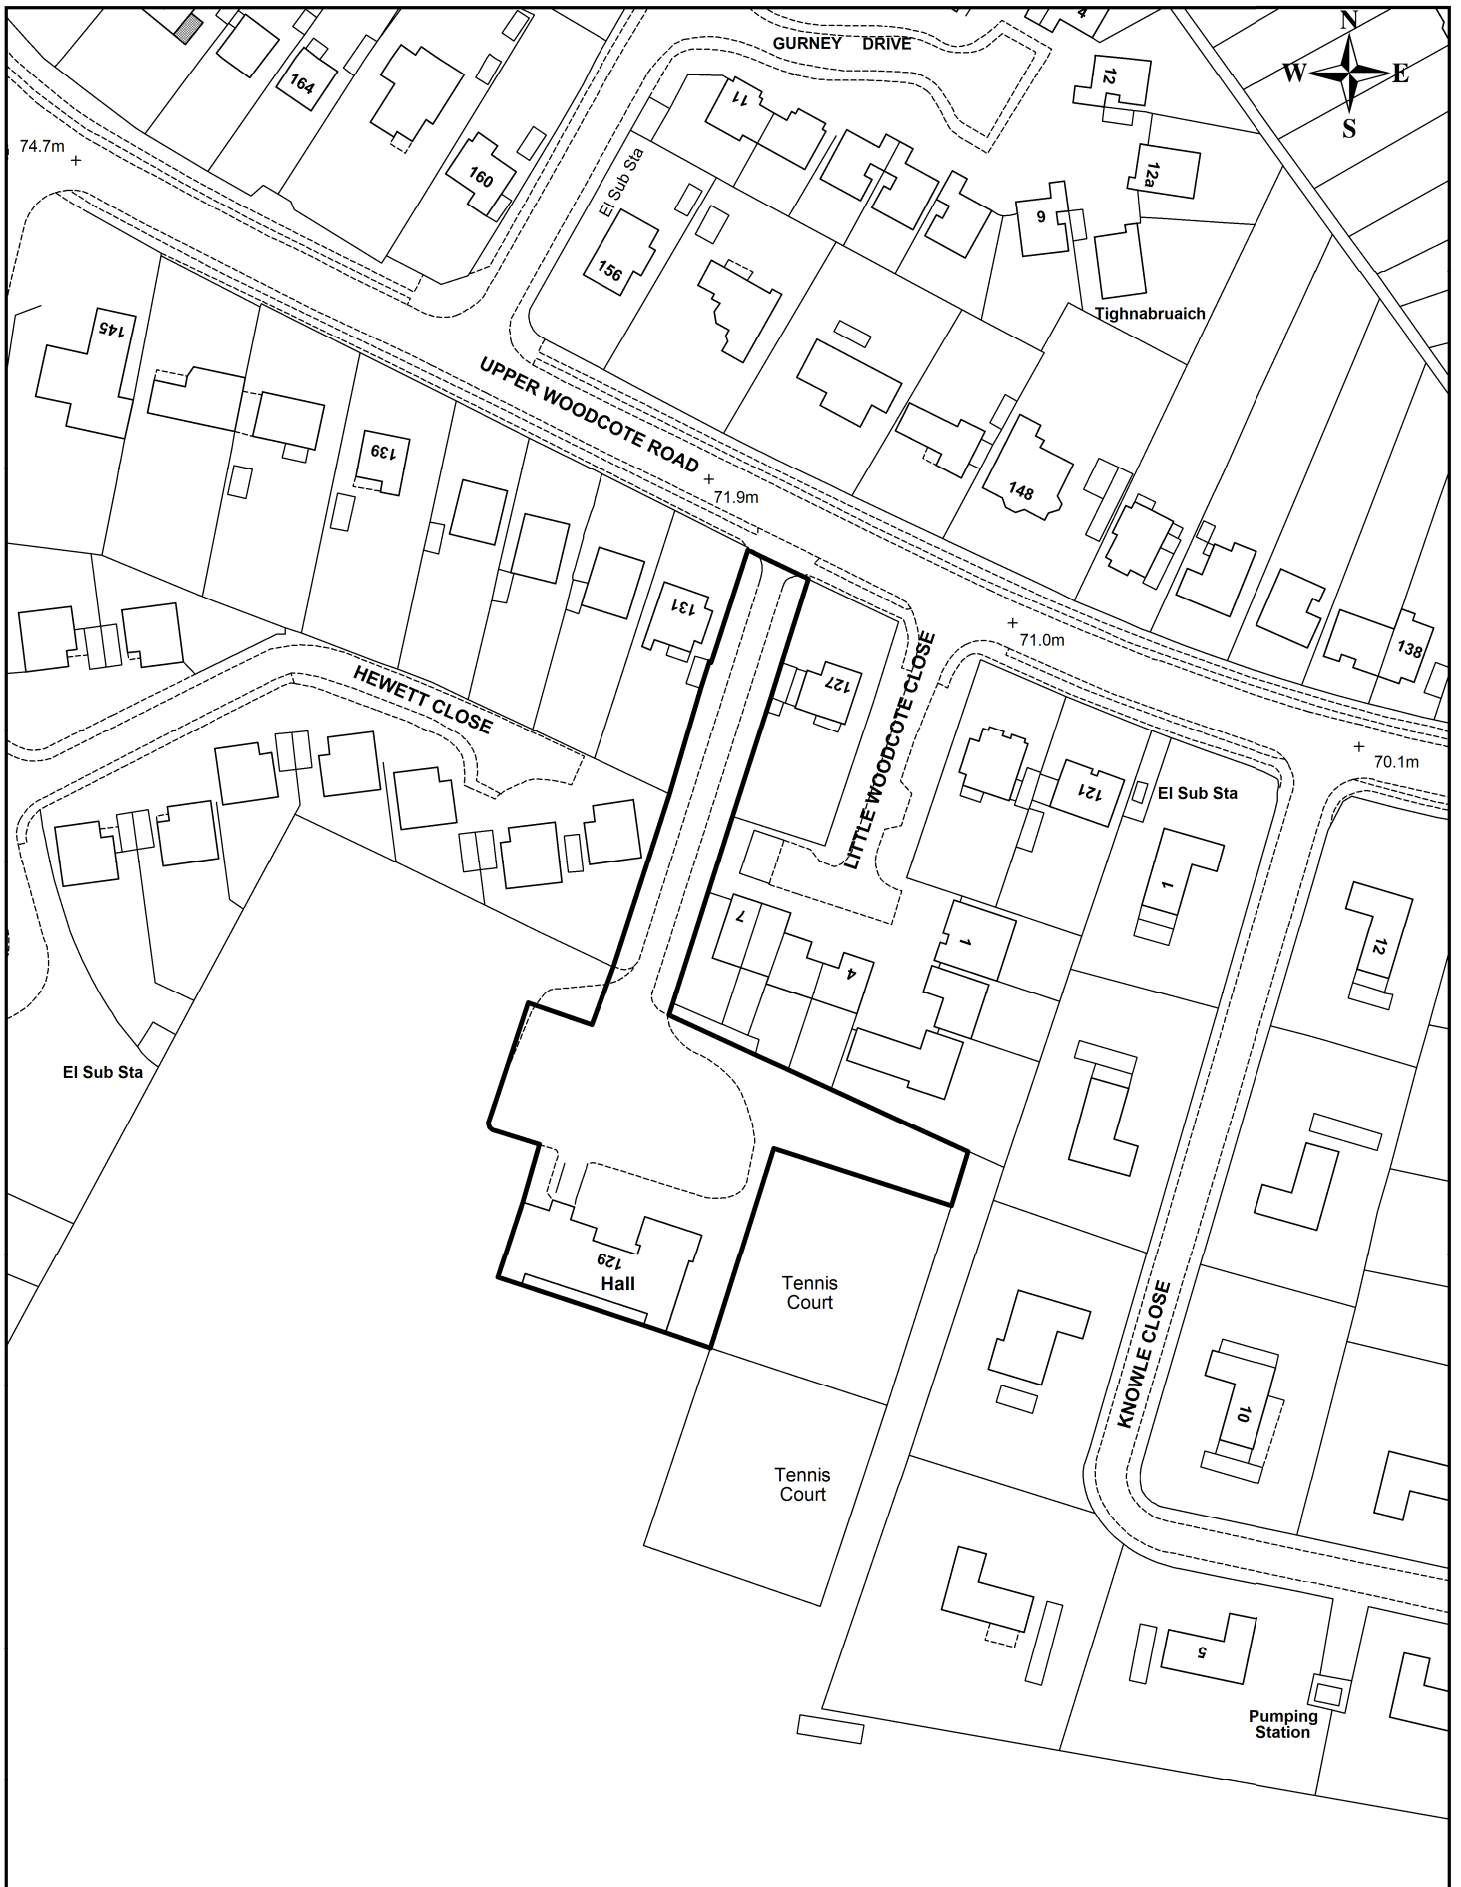 4
N
GURNEY DRIVE
W
E
12
S
164
11
74.7m
160
El Sub Sta
12a
9
156
Tighnabruaich
145
UPPER WOODCOTE ROAD
139
71.9m
148
131
71.0m
138
127
HEWETT CLOSE
LITTLE WOODCOTE CLOSE
70.1m
121
El Sub Sta
1
7
1
4
12
El Sub Sta
129
Hall
Tennis
Court
KNOWLE CLOSE
10
Tennis
Court
5
Pumping
Station